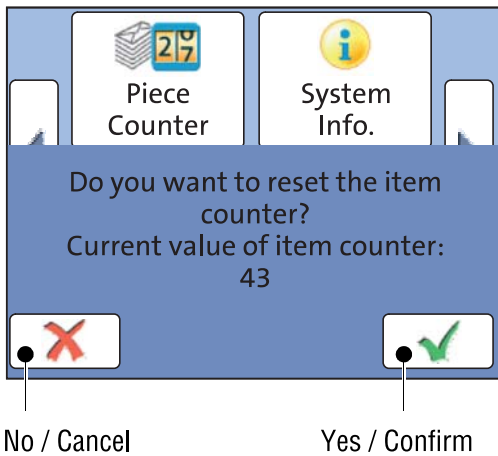 27
i
Piece
Counter
System
Info.
Do you want to reset the item
counter?
Current value of item counter:
43
No / Cancel
Yes / Confirm